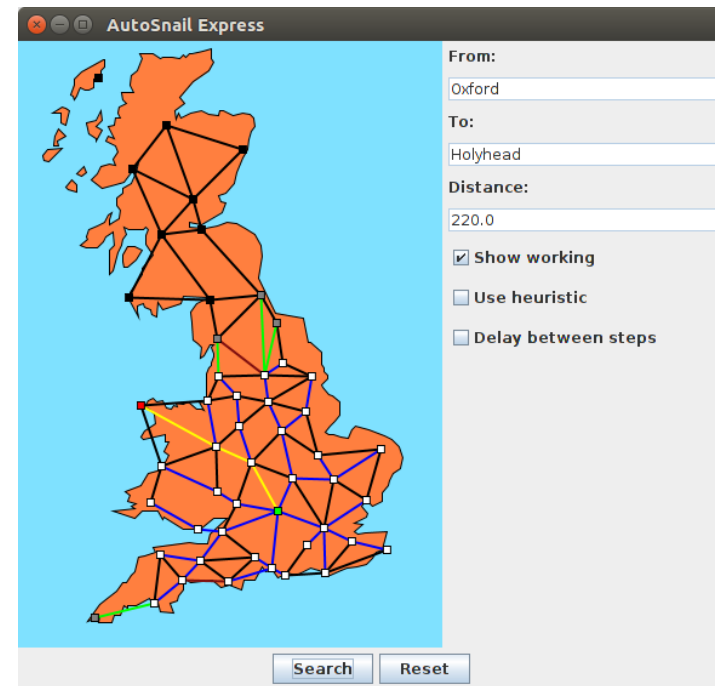 AutoSnail Express
From:
Oxford
To:
Holyhead
Distance:
220.0
Show working
Use heuristic
Delay between steps
Search
Reset